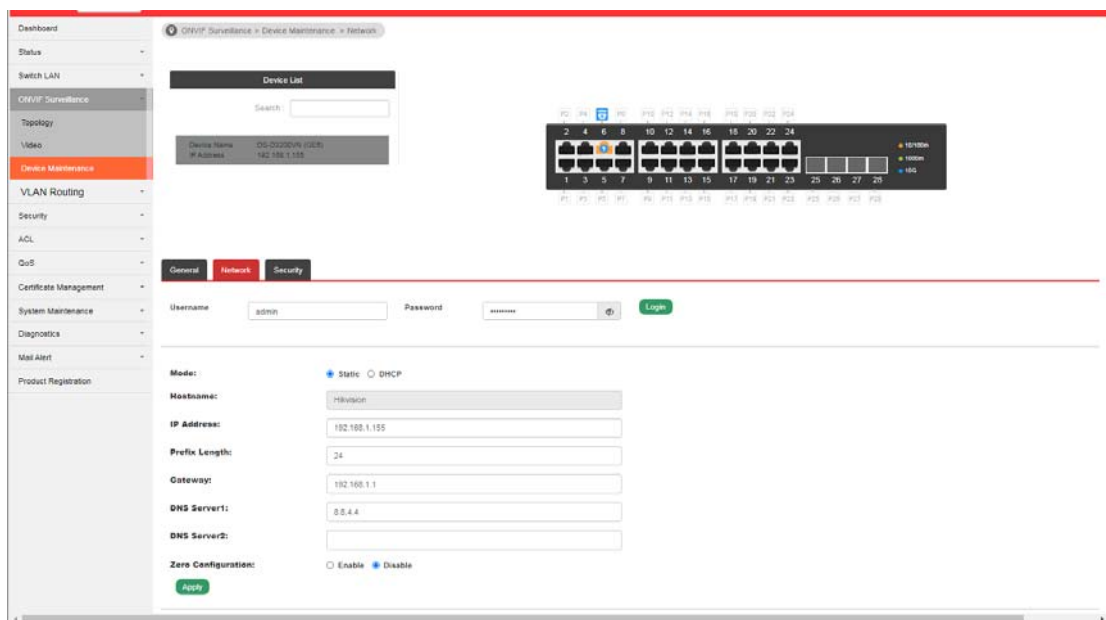 Dashboard
ONVIF Surveillance > Device Maintenance > Network
Status
Switch LAN
ONVIF Surveillance
Topology
Video
Device Maintenance
VLAN Routing
Security
ACL
QoS
Certificate Management
System Maintenance
Diagnostics
Mail Alert
Product Registration
Device List
Search :
Device Name
IP Address 192.168.1.155
2 4 6 8 10 12 14 16 18 20 22 24
10/100m
1000m
10G
1 3 5 7 9 11 13 15 17 19 21 23 25 26 27 28
General Network Security
Username admin Password ••••••••• Login
Mode: Static DHCP
Hostname: Hikvision
IP Address: 192.168.1.155
Prefix Length: 24
Gateway: 192.168.1.1
DNS Server1: 8.8.4.4
DNS Server2:
Zero Configuration: Enable Disable
Apply